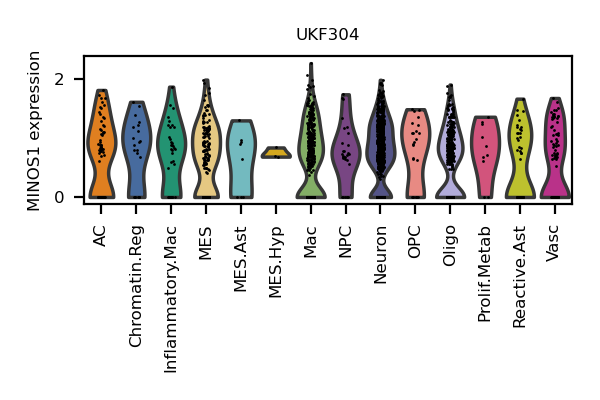 UKF304
MINOS1 expression
2
0
AC
Chromatin.Reg
Inflammatory.Mac
MES
MES.Ast
MES.Hyp
Mac
NPC
Neuron
OPC
Oligo
Prolif.Metab
Reactive.Ast
Vasc